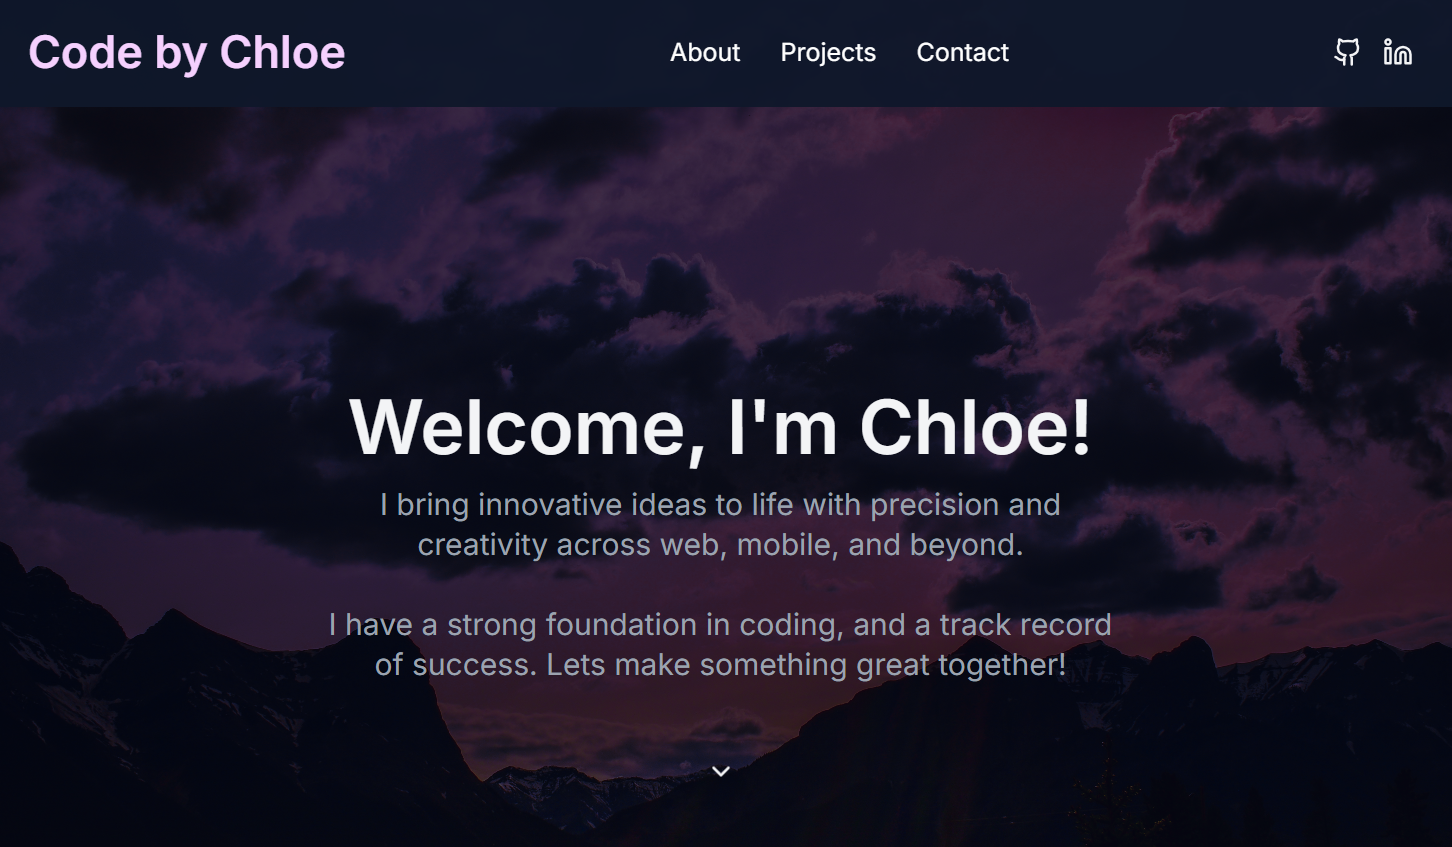 Code by Chloe
About Projects Contact
Welcome, I'm Chloe!
I bring innovative ideas to life with precision and
creativity across web, mobile, and beyond.
I have a strong foundation in coding, and a track record
of success. Lets make something great together!